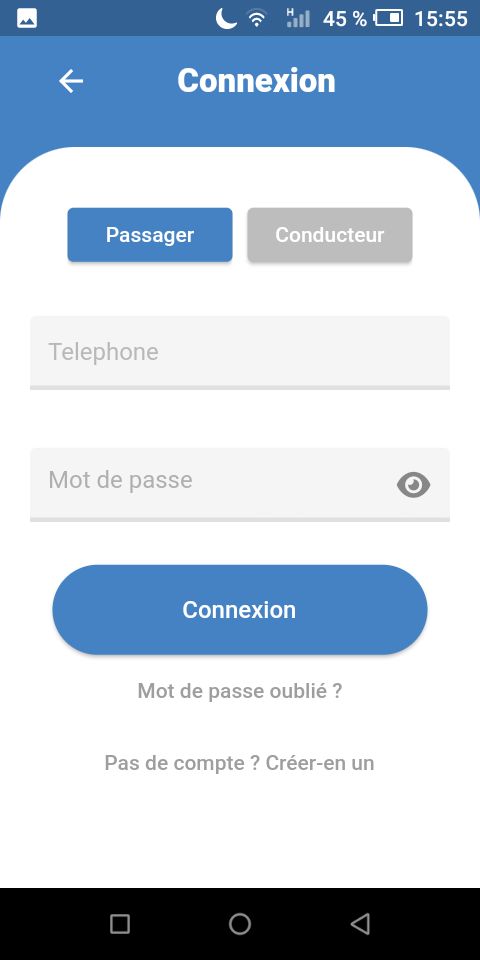 H 45 % 15:55
Connexion
Passager Conducteur
Telephone
Mot de passe
Connexion
Mot de passe oublié ?
Pas de compte ? Créer-en un